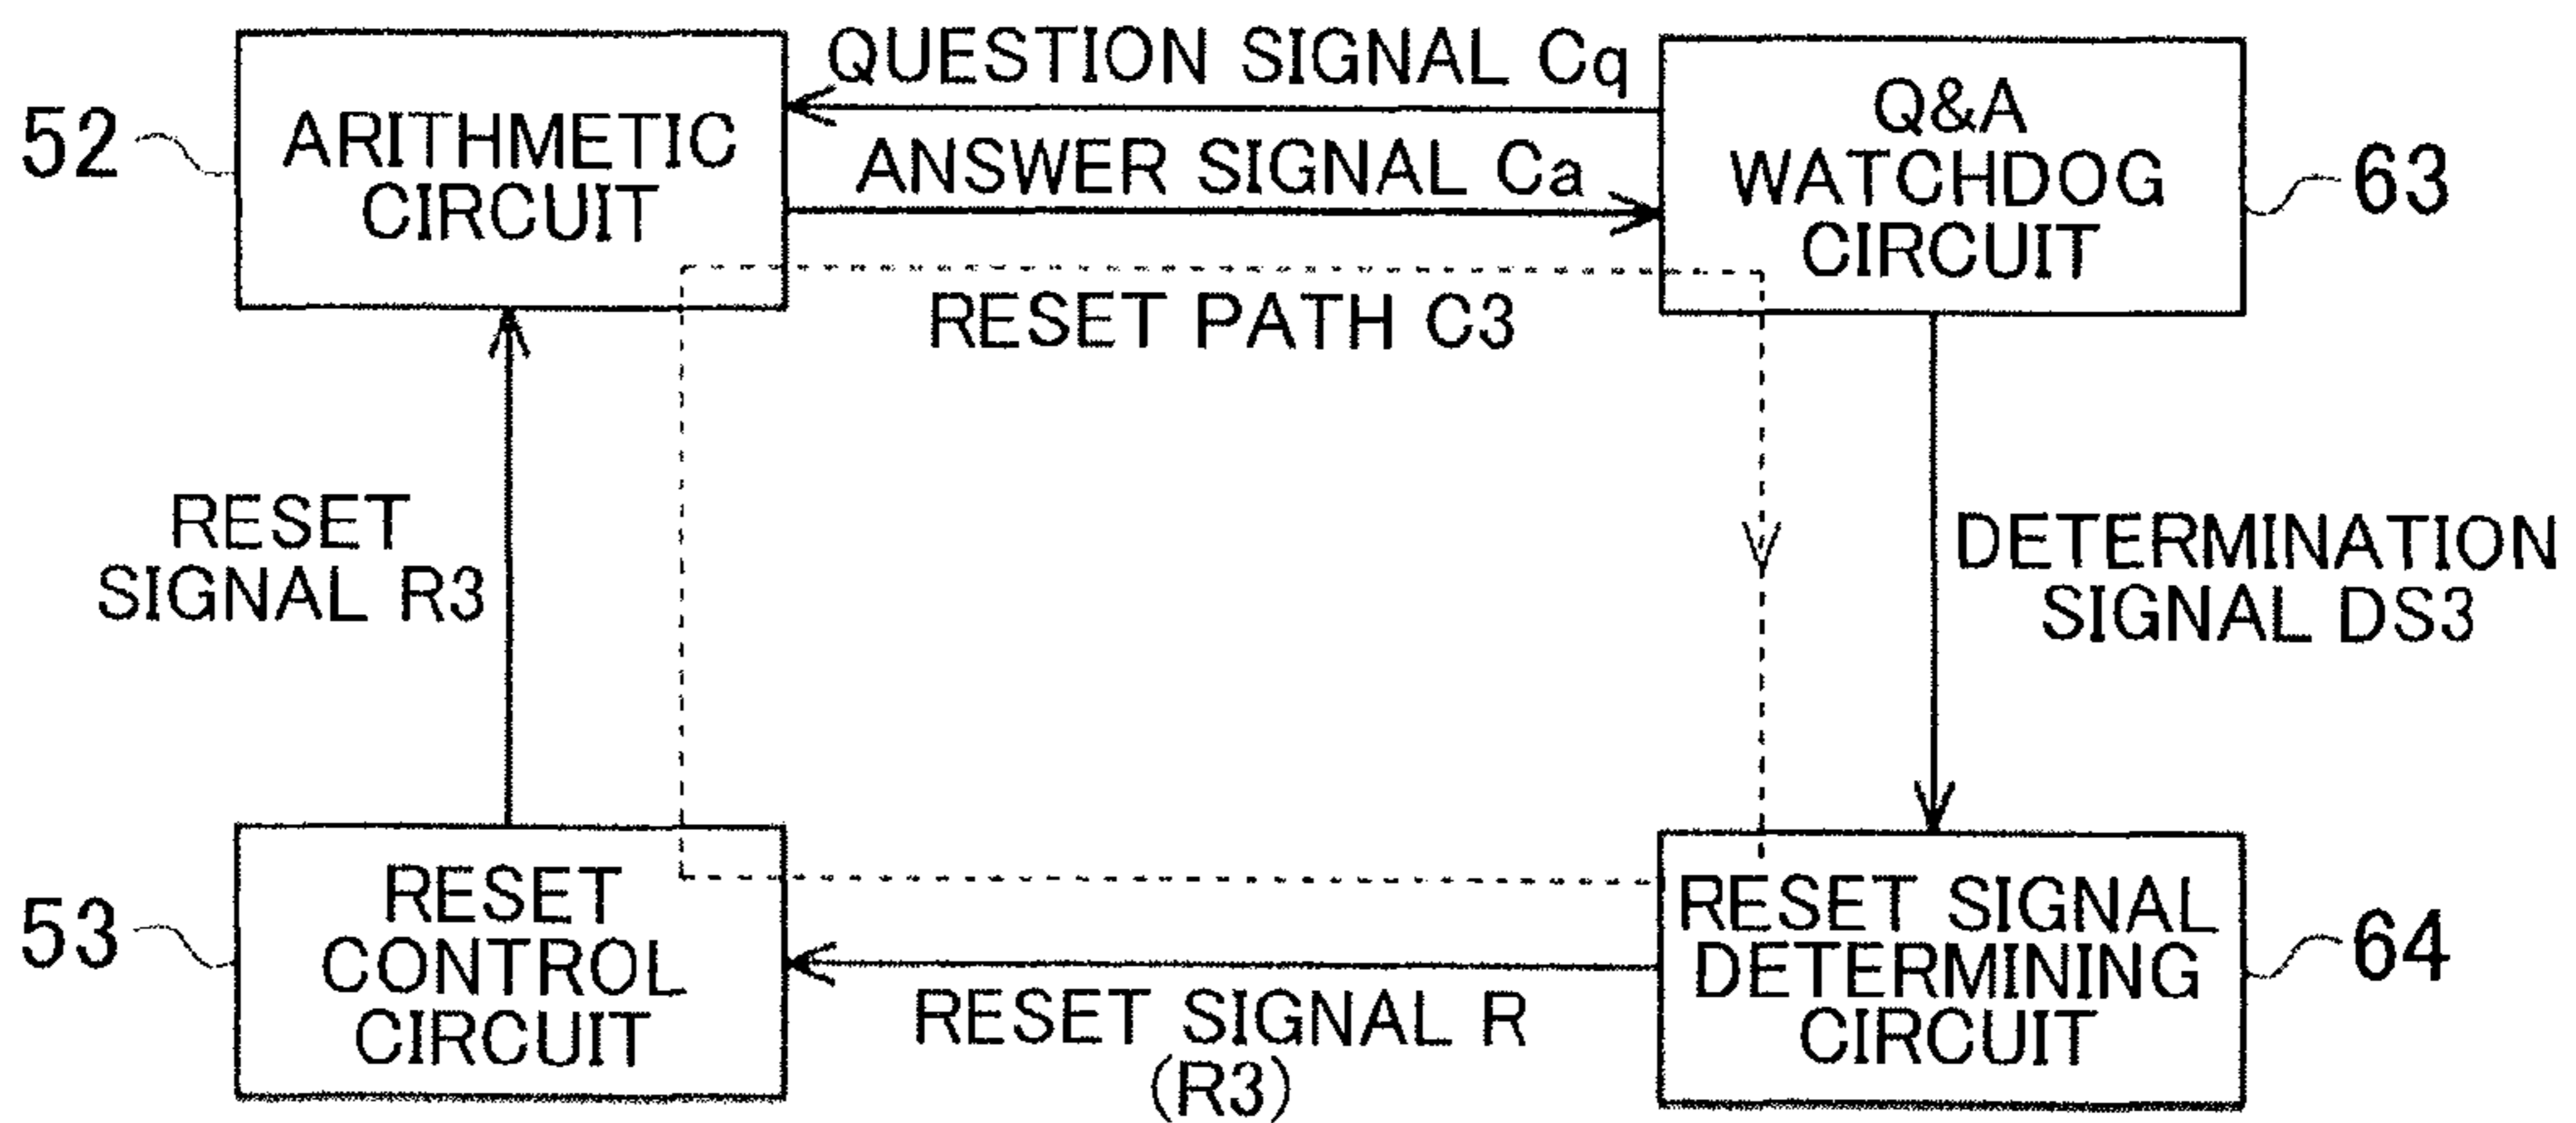 QUESTION SIGNAL Cq
ANSWER SIGNAL Ca
52
ARITHMETIC
CIRCUIT
Q&A
WATCHDOG
CIRCUIT
63
RESET PATH C3
RESET
SIGNAL R3
DETERMINATION
SIGNAL DS3
53
RESET
CONTROL
CIRCUIT
RESET SIGNAL R
(R3)
RESET SIGNAL
DETERMINING
CIRCUIT
64